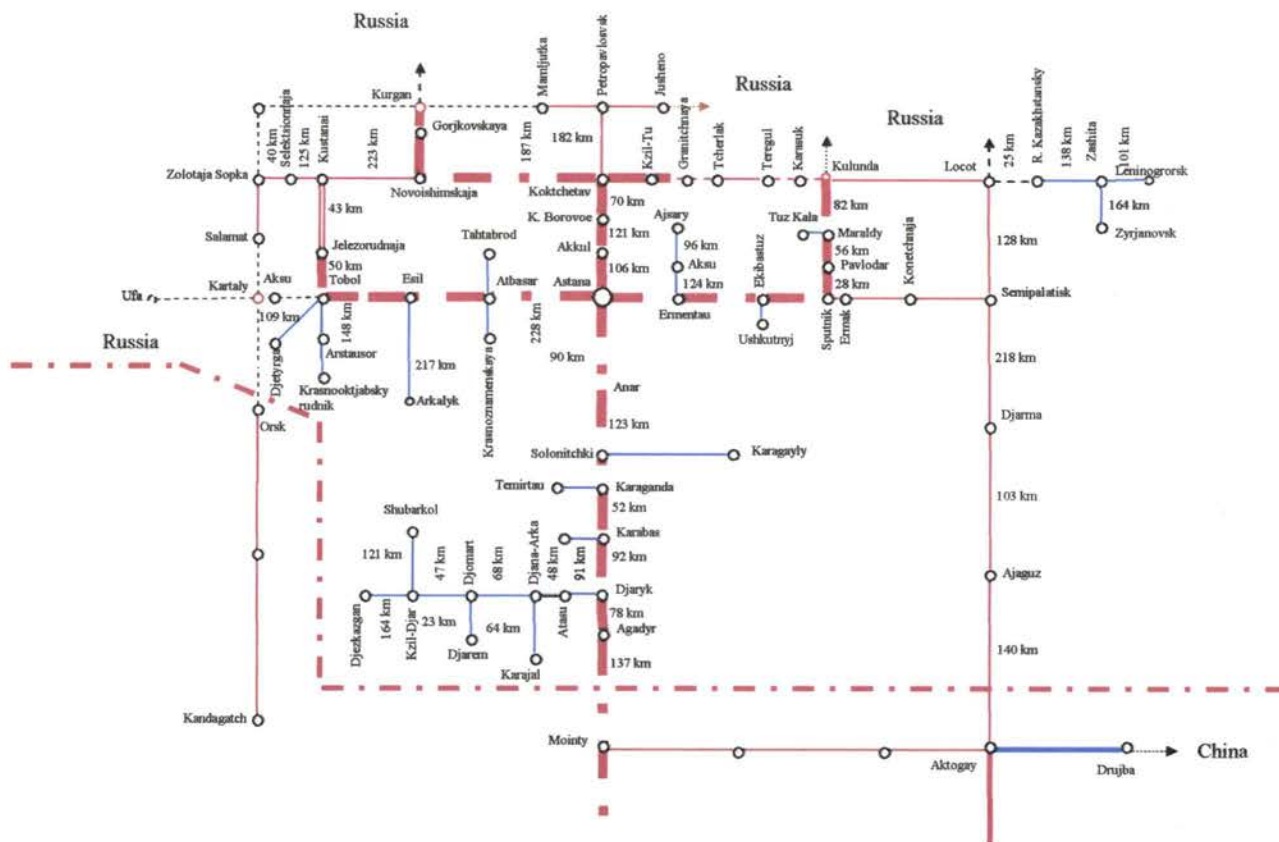 Russia
Kurgan
Mamljutka
Petropavlosvk
Jusheno
Russia
Russia
Gorjkovskaya
40 km
Selektsionnaja
125 km
Kustanai
223 km
187 km
182 km
Kzil-Tu
Granitchnaya
Tcherlak
Teregul
Karasuk
Kulunda
Locot
25 km
R. Kazakhstansky
138 km
Zashita
101 km
Leninogrorsk
Zolotaja Sopka
Novoishimskaja
Koktchetav
43 km
70 km
82 km
164 km
K. Borovoe
Ajsary
Tuz Kala
Maraldy
Zyrjanovsk
Salamat
Jelezorudnaja
Tahtabrod
121 km
Akkul
96 km
Ekibastuz
56 km
Konetchnaja
128 km
50 km
Aksu
Pavlodar
Kartaly
Aksu
Tobol
Esil
Atbasar
106 km
Astana
124 km
28 km
Ufa
109 km
148 km
228 km
Ermentau
Sputnik
Ermak
Semipalatisk
Russia
Djetyrga
Arstausor
217 km
Krasnoznamenskaya
90 km
Ushkutnyj
218 km
Krasnooktjabsky
rudnik
Arkalyk
Anar
Orsk
123 km
Djarma
Solonitchki
Karagayly
Temirtau
Karaganda
103 km
Shubarkol
52 km
Karabas
121 km
47 km
Djomart
68 km
Djana-Arka
48 km
91 km
92 km
Ajaguz
Djaryk
Djezkazgan
164 km
Kzil-Djar
23 km
64 km
Atasu
78 km
Agadyr
Djarem
Karajal
137 km
140 km
Kandagatch
Mointy
Aktogay
Drujba
China